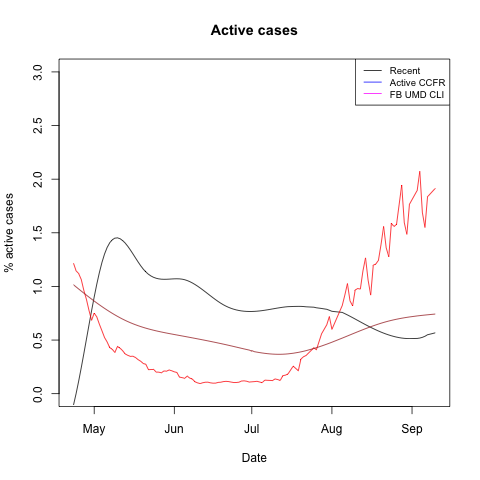 Active cases
Recent
Active CCFR
FB UMD CLI
% active cases
3.0
2.5
2.0
1.5
1.0
0.5
0.0
May Jun Jul Aug Sep
Date